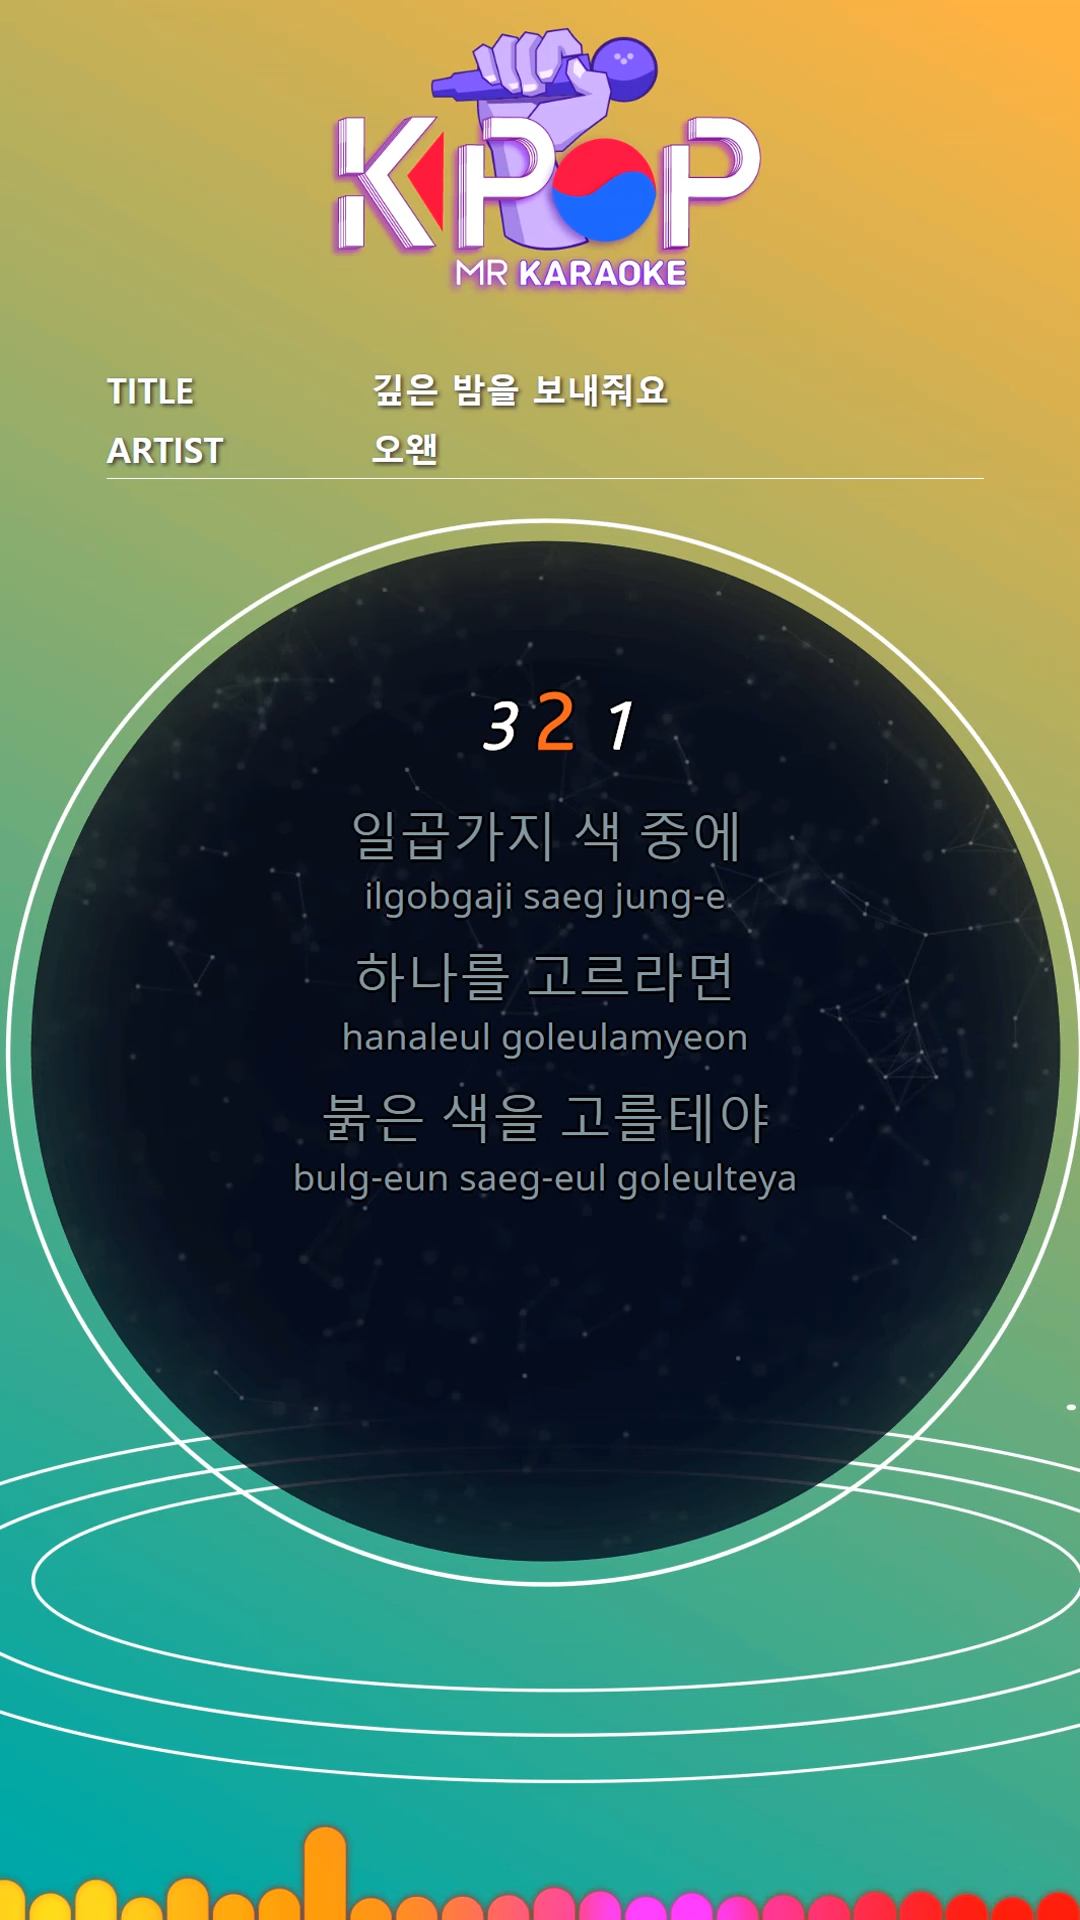 KPOP
MR KARAOKE
TITLE 깊은 밤을 보내줘요
ARTIST 오왠
3 2 1
일곱가지 색 중에
ilgobgaji saeg jung-e
하나를 고르라면
hanaleul goleulamyeon
붉은 색을 고를테야
bulg-eun saeg-eul goleulteya